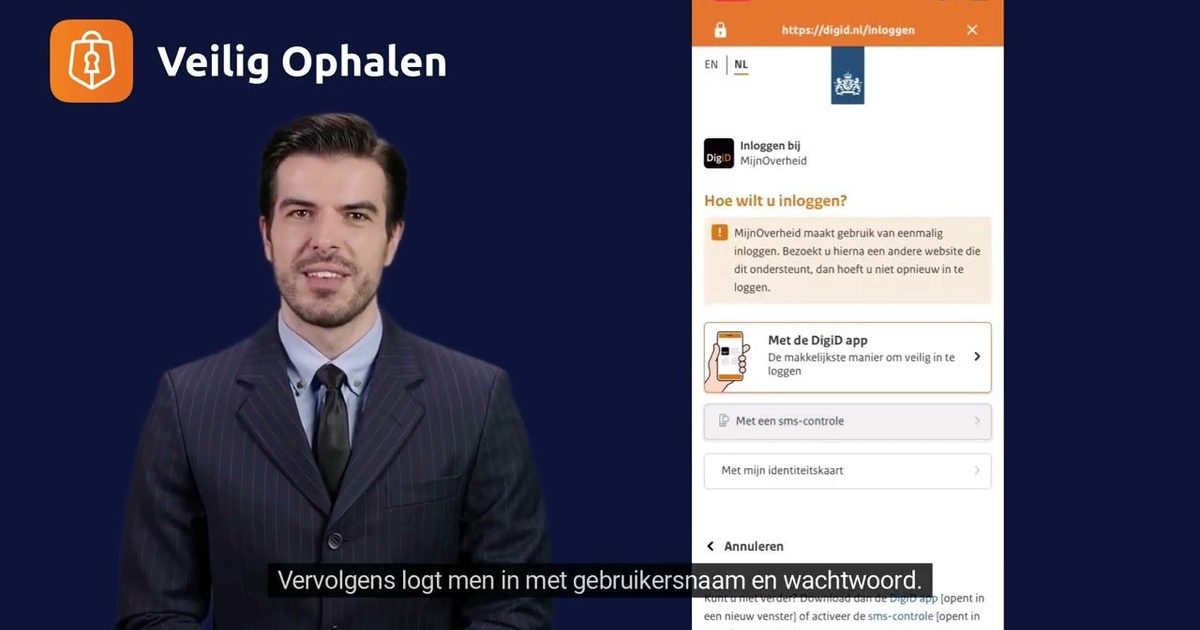 Veilig Ophalen
https://digid.nl/inloggen
EN NL
DigiD
Inloggen bij
MijnOverheid
Hoe wilt u inloggen?
MijnOverheid maakt gebruik van eenmalig
inloggen. Bezoekt u hierna een andere website die
dit ondersteunt, dan hoeft u niet opnieuw in te
loggen.
Met de DigiD app
De makkelijkste manier om veilig in te
loggen
Met een sms-controle
Met mijn identiteitskaart
Annuleren
Vervolgens logt men in met gebruikersnaam en wachtwoord.
Kunt u niet verder? Download dan de DigiD app [opent in
een nieuw venster] of activeer de sms-controle [opent in